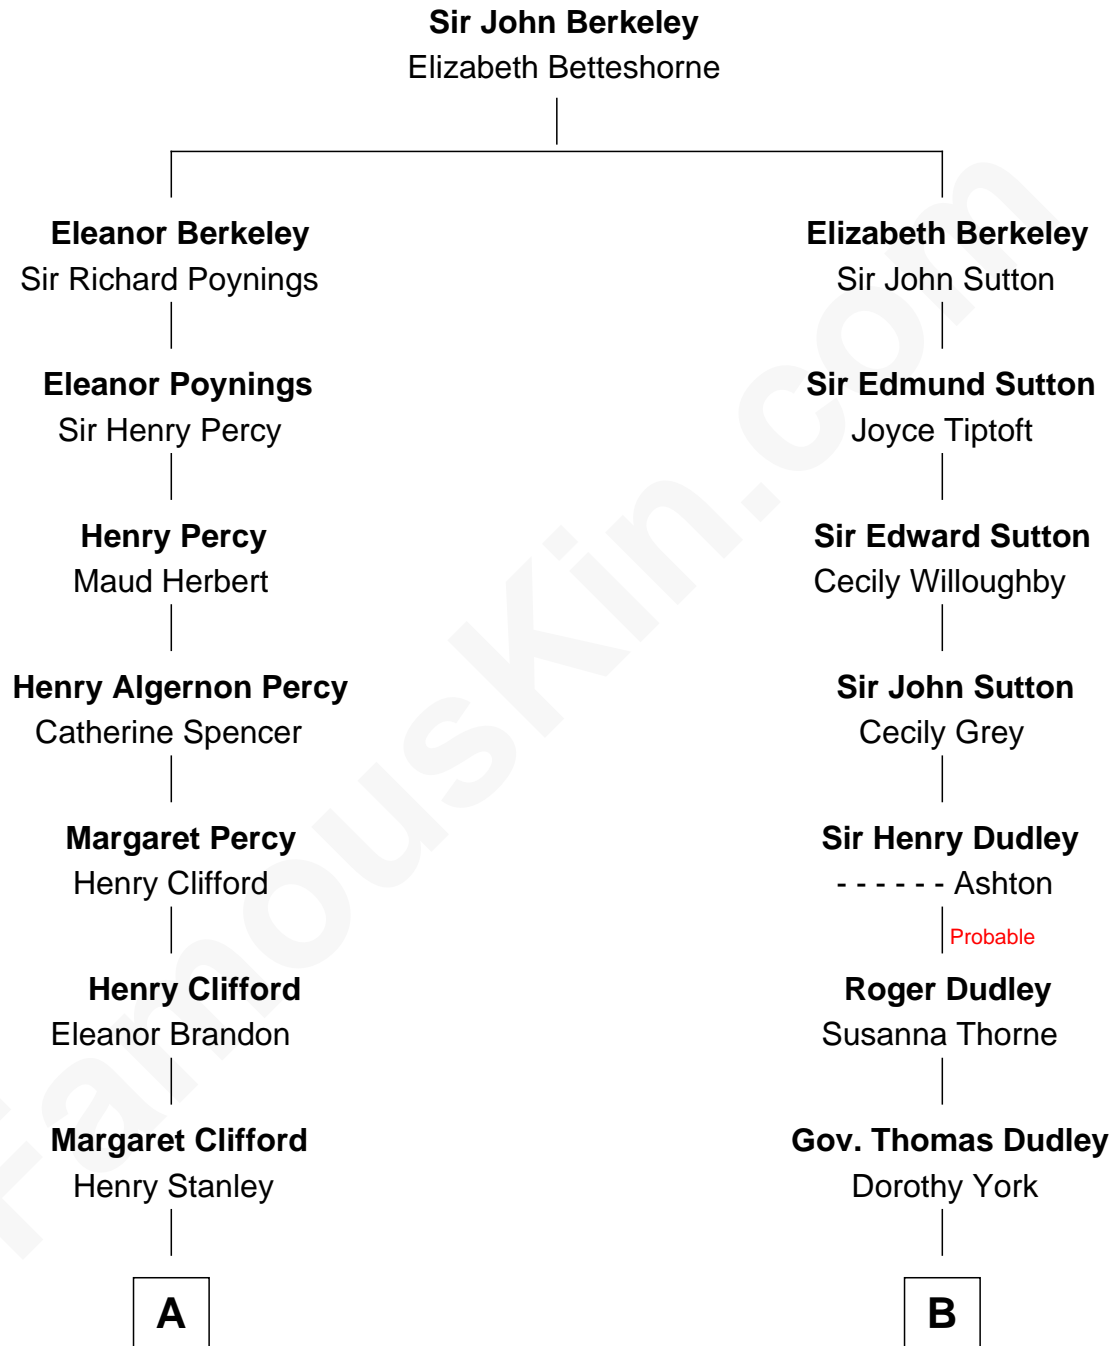 Sir John Berkeley
Elizabeth Betteshorne
Eleanor Berkeley
Sir Richard Poynings
Elizabeth Berkeley
Sir John Sutton
Eleanor Poynings
Sir Henry Percy
Sir Edmund Sutton
Joyce Tiptoft
Henry Percy
Maud Herbert
Sir Edward Sutton
Cecily Willoughby
Henry Algernon Percy
Catherine Spencer
Sir John Sutton
Cecily Grey
Margaret Percy
Henry Clifford
Sir Henry Dudley
- - - - - - Ashton
Probable
Henry Clifford
Eleanor Brandon
Roger Dudley
Susanna Thorne
Margaret Clifford
Henry Stanley
Gov. Thomas Dudley
Dorothy York
A
B
FamousKin.com